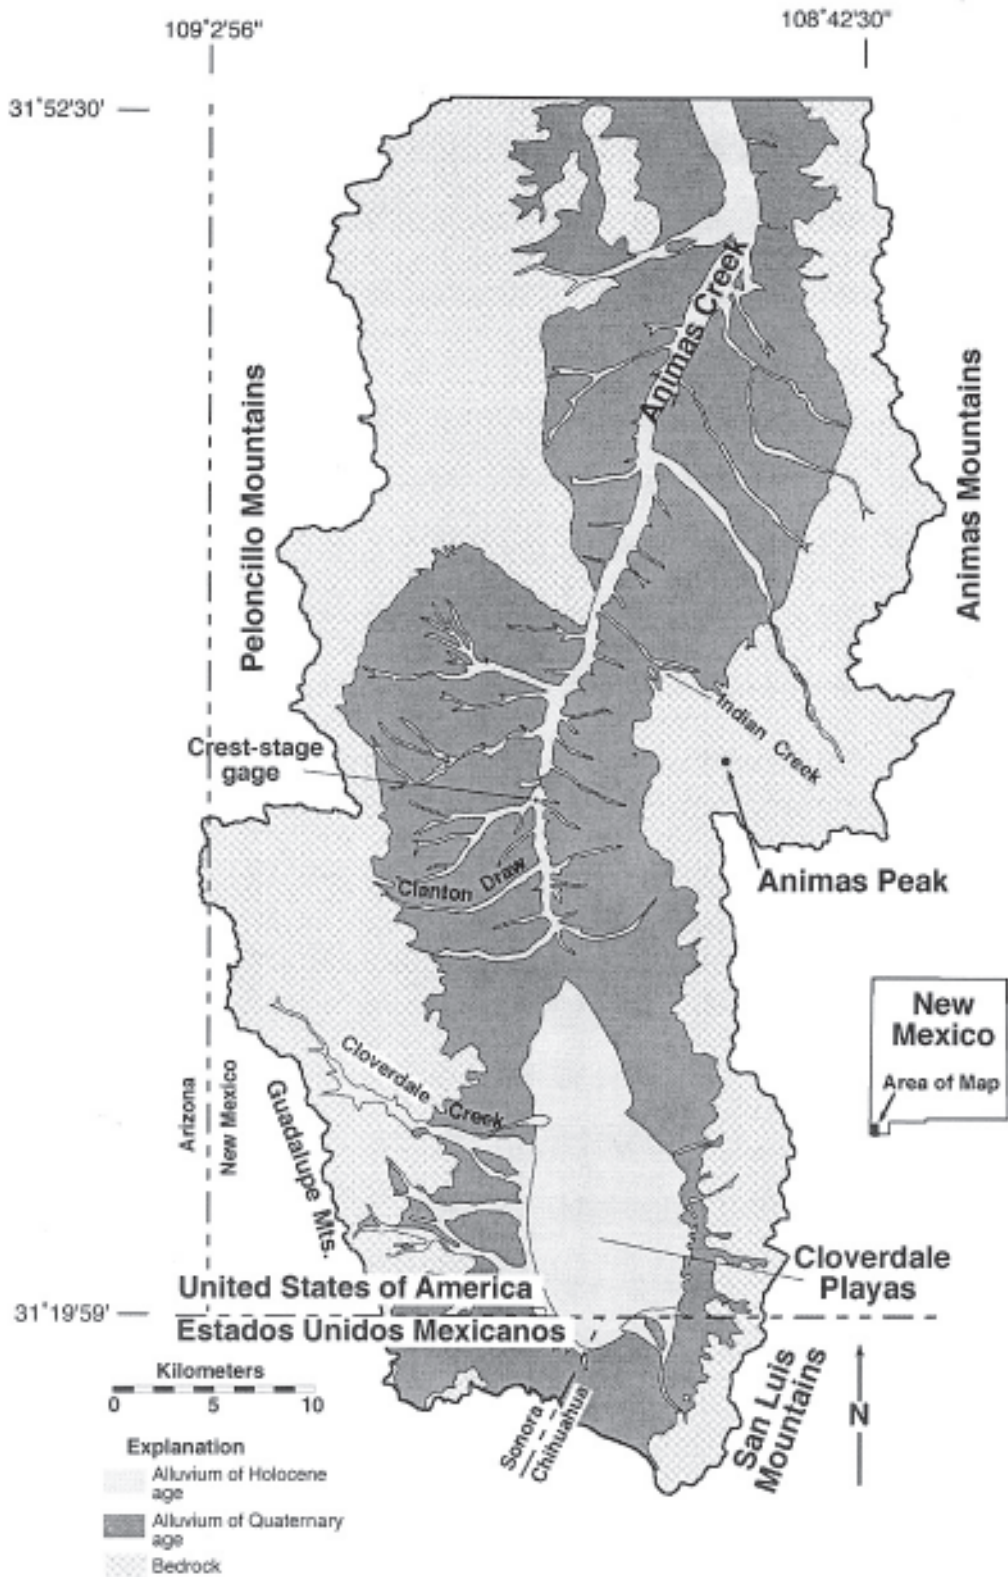 109°2'56"
108°42'30"
31°52'30"
Animas Creek
Peloncillo Mountains
Animas Mountains
Indian Creek
Crest-stage
gage
Clanton Draw
Animas Peak
New
Mexico
Area of Map
Cloverdale Creek
Arizona
New Mexico
Guadalupe Mts.
Cloverdale
Playas
United States of America
31°19'59'
Estados Unidos Mexicanos
Kilometers
0 5 10
Sonora
Chihuahua
San Luis
Mountains
N
Explanation
Alluvium of Holocene
age
Alluvium of Quaternary
age
Bedrock